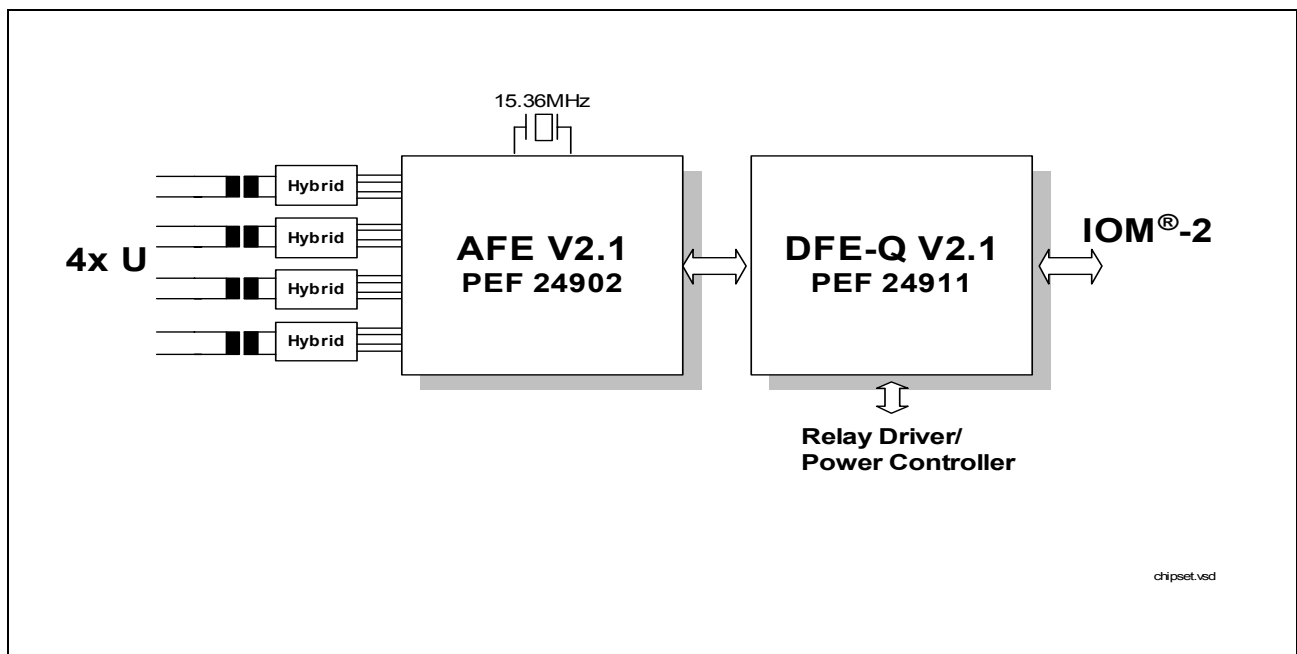 15.36MHz
Hybrid
Hybrid
Hybrid
Hybrid
4x U
AFE V2.1
PEF 24902
DFE-Q V2.1
PEF 24911
IOM®-2
Relay Driver/
Power Controller
chipset.vsd